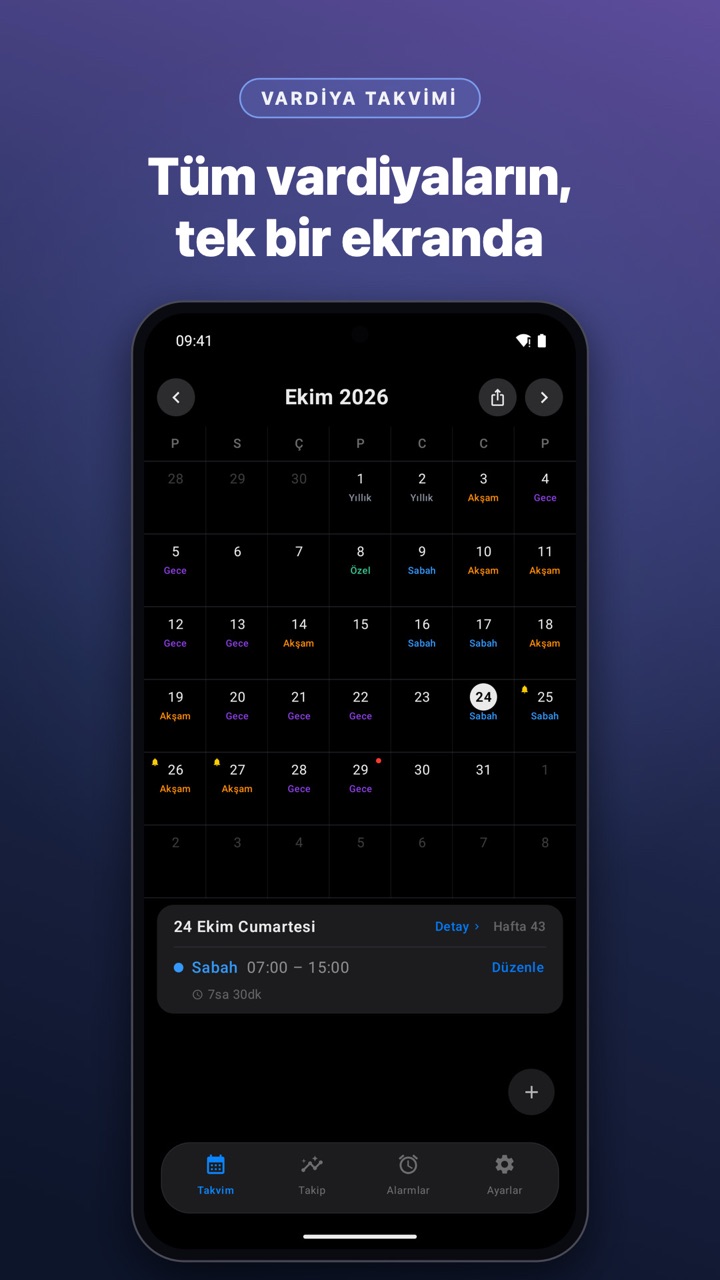 VARDİYA TAKVİMİ
Tüm vardiyaların,
tek bir ekranda
09:41
Ekim 2026
P S Ç P C C P
28 29 30 1 2 3 4
Yıllık Yıllık Akşam Gece
5 6 7 8 9 10 11
Gece Özel Sabah Akşam Akşam
12 13 14 15 16 17 18
Gece Gece Akşam Sabah Sabah Akşam
19 20 21 22 23 24 25
Akşam Gece Gece Gece Sabah Sabah
26 27 28 29 30 31 1
Akşam Akşam Gece Gece
2 3 4 5 6 7 8
24 Ekim Cumartesi Detay › Hafta 43
Sabah 07:00 – 15:00 Düzenle
7sa 30dk
+
Takvim Takip Alarmlar Ayarlar